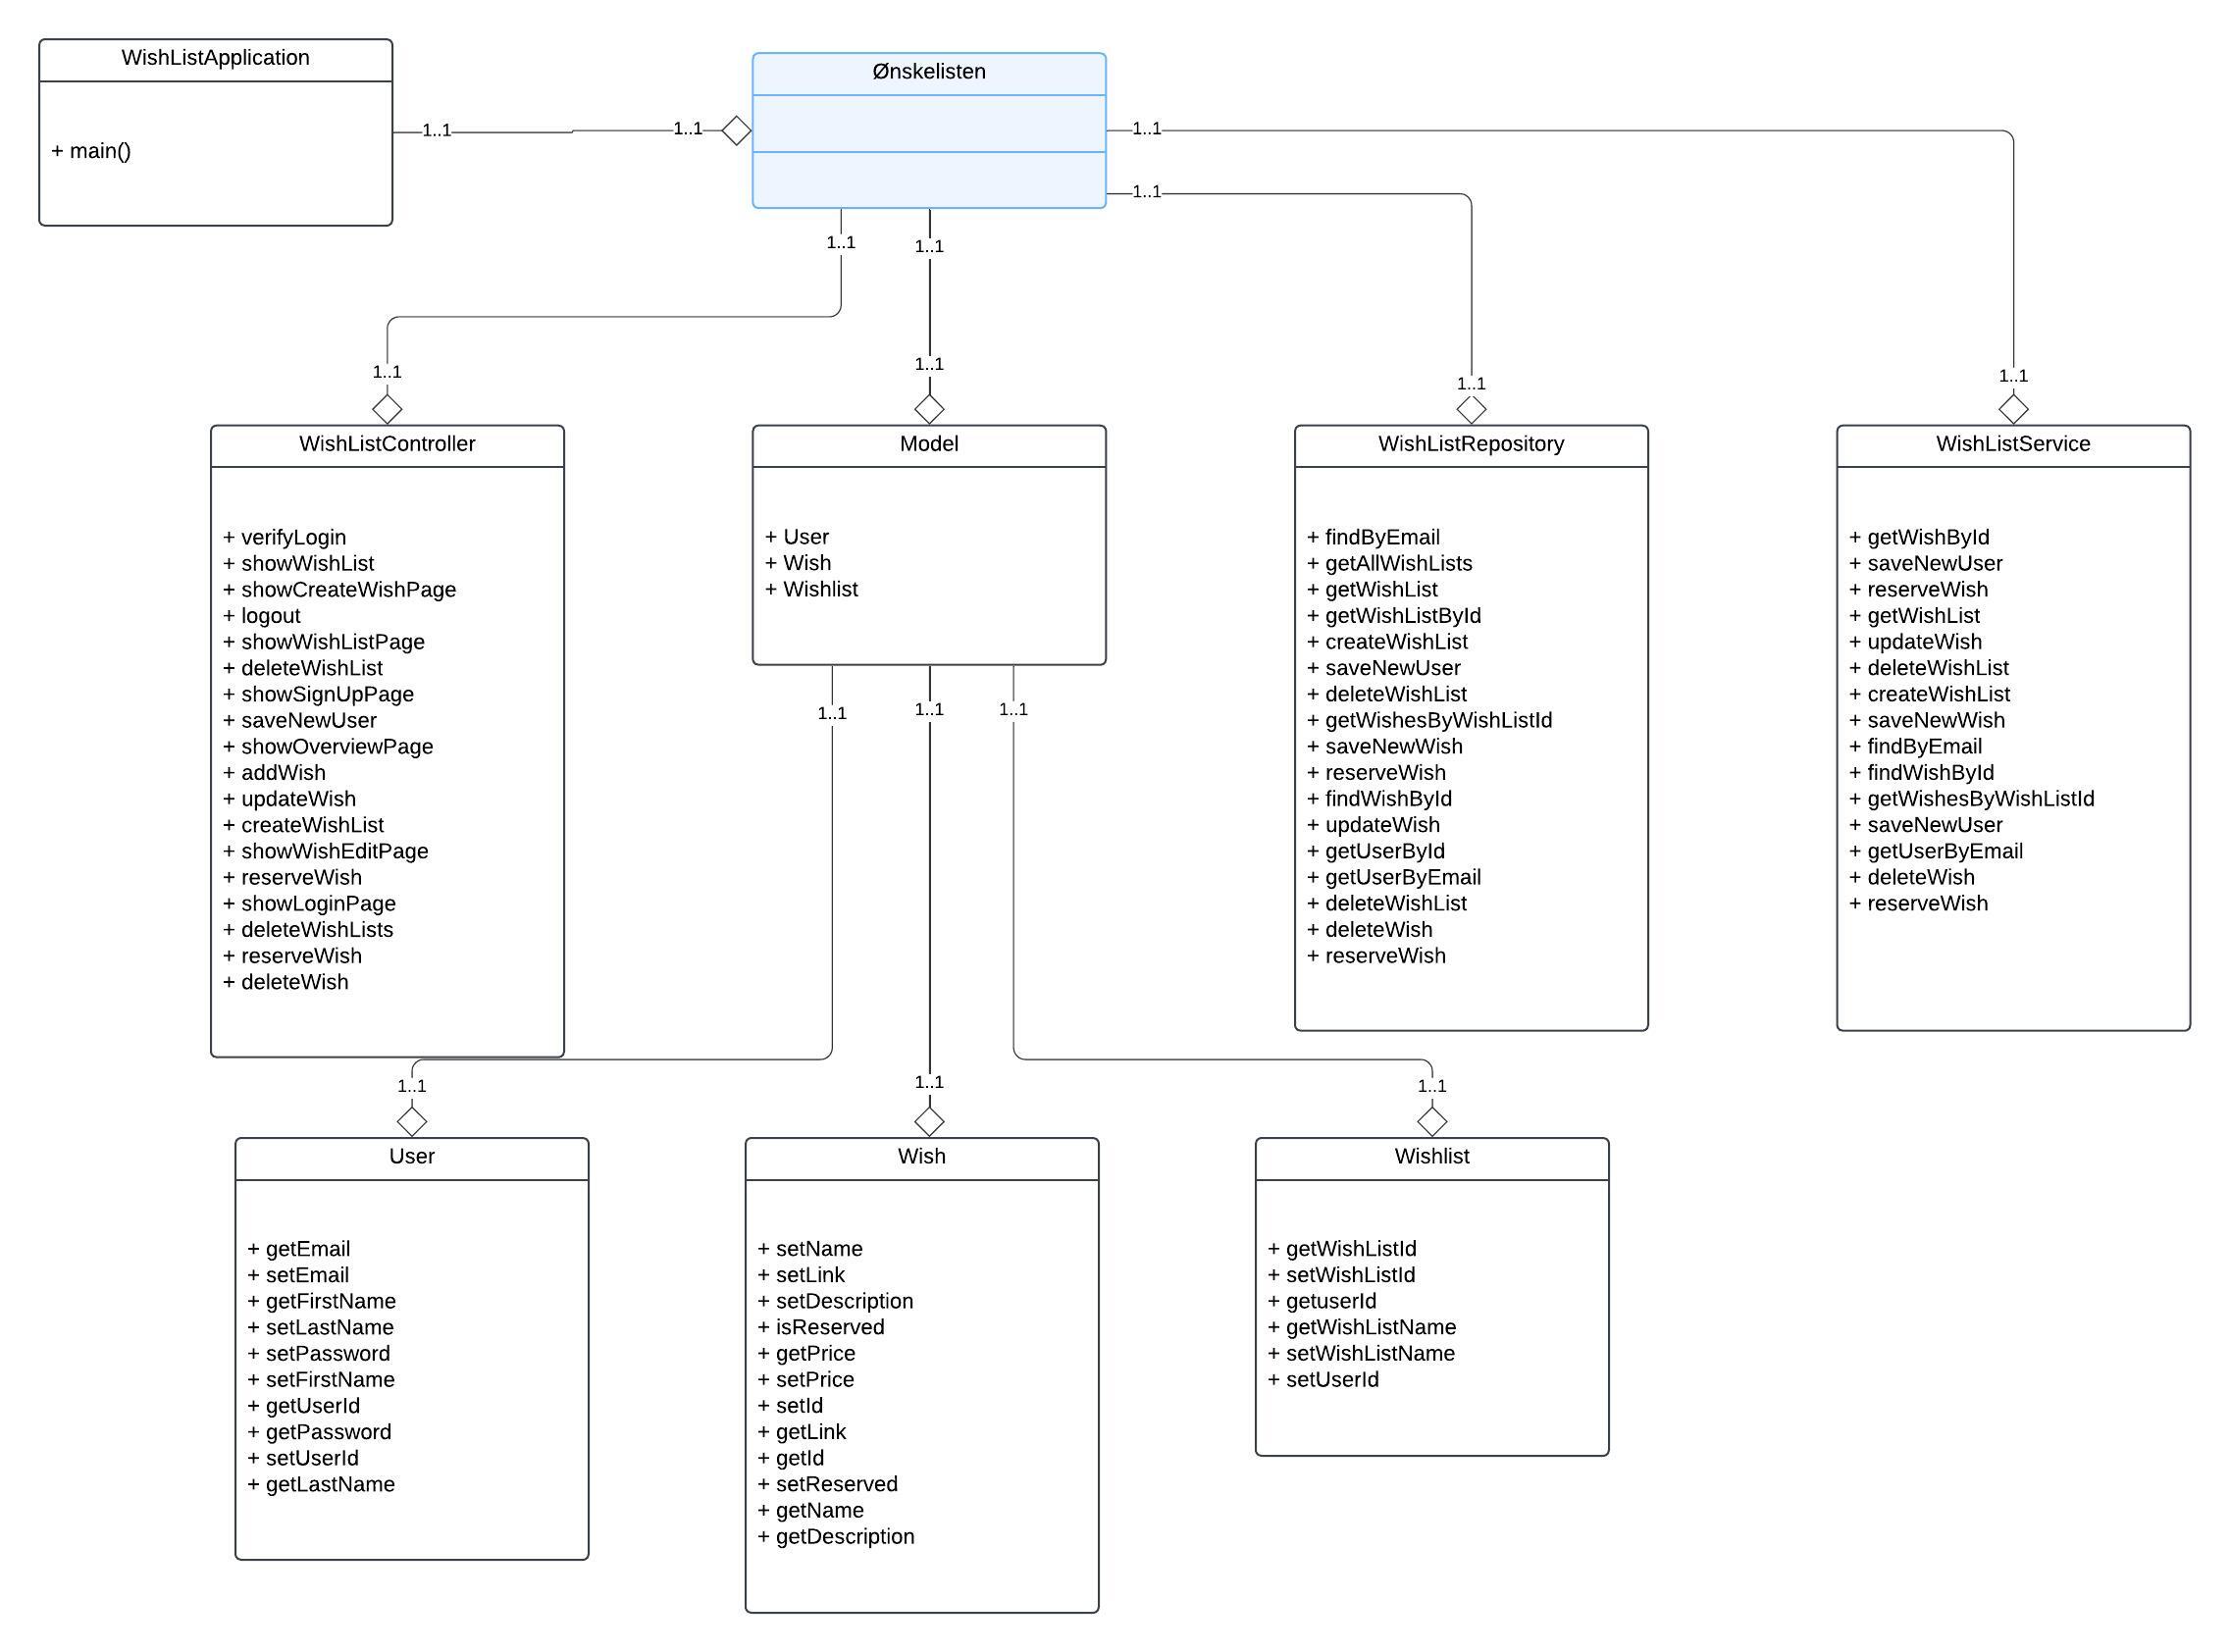 WishListApplication
+ main()
Ønskelisten
1..1
1..1
1..1
1..1
1..1
1..1
1..1
1..1
1..1
1..1
WishListController
+ verifyLogin
+ showWishList
+ showCreateWishPage
+ logout
+ showWishListPage
+ deleteWishList
+ showSignUpPage
+ saveNewUser
+ showOverviewPage
+ addWish
+ updateWish
+ createWishList
+ showWishEditPage
+ reserveWish
+ showLoginPage
+ deleteWishLists
+ reserveWish
+ deleteWish
Model
+ User
+ Wish
+ Wishlist
WishListRepository
+ findByEmail
+ getAllWishLists
+ getWishList
+ getWishListById
+ createWishList
+ saveNewUser
+ deleteWishList
+ getWishesByWishListId
+ saveNewWish
+ reserveWish
+ findWishById
+ updateWish
+ getUserById
+ getUserByEmail
+ deleteWishList
+ deleteWish
+ reserveWish
WishListService
+ getWishById
+ saveNewUser
+ reserveWish
+ getWishList
+ updateWish
+ deleteWishList
+ createWishList
+ saveNewWish
+ findByEmail
+ findWishById
+ getWishesByWishListId
+ saveNewUser
+ getUserByEmail
+ deleteWish
+ reserveWish
1..1
1..1
1..1
1..1
1..1
1..1
User
+ getEmail
+ setEmail
+ getFirstName
+ setLastName
+ setPassword
+ setFirstName
+ getUserId
+ getPassword
+ setUserId
+ getLastName
Wish
+ setName
+ setLink
+ setDescription
+ isReserved
+ getPrice
+ setPrice
+ setId
+ getLink
+ getId
+ setReserved
+ getName
+ getDescription
Wishlist
+ getWishListId
+ setWishListId
+ getuserId
+ getWishListName
+ setWishListName
+ setUserId